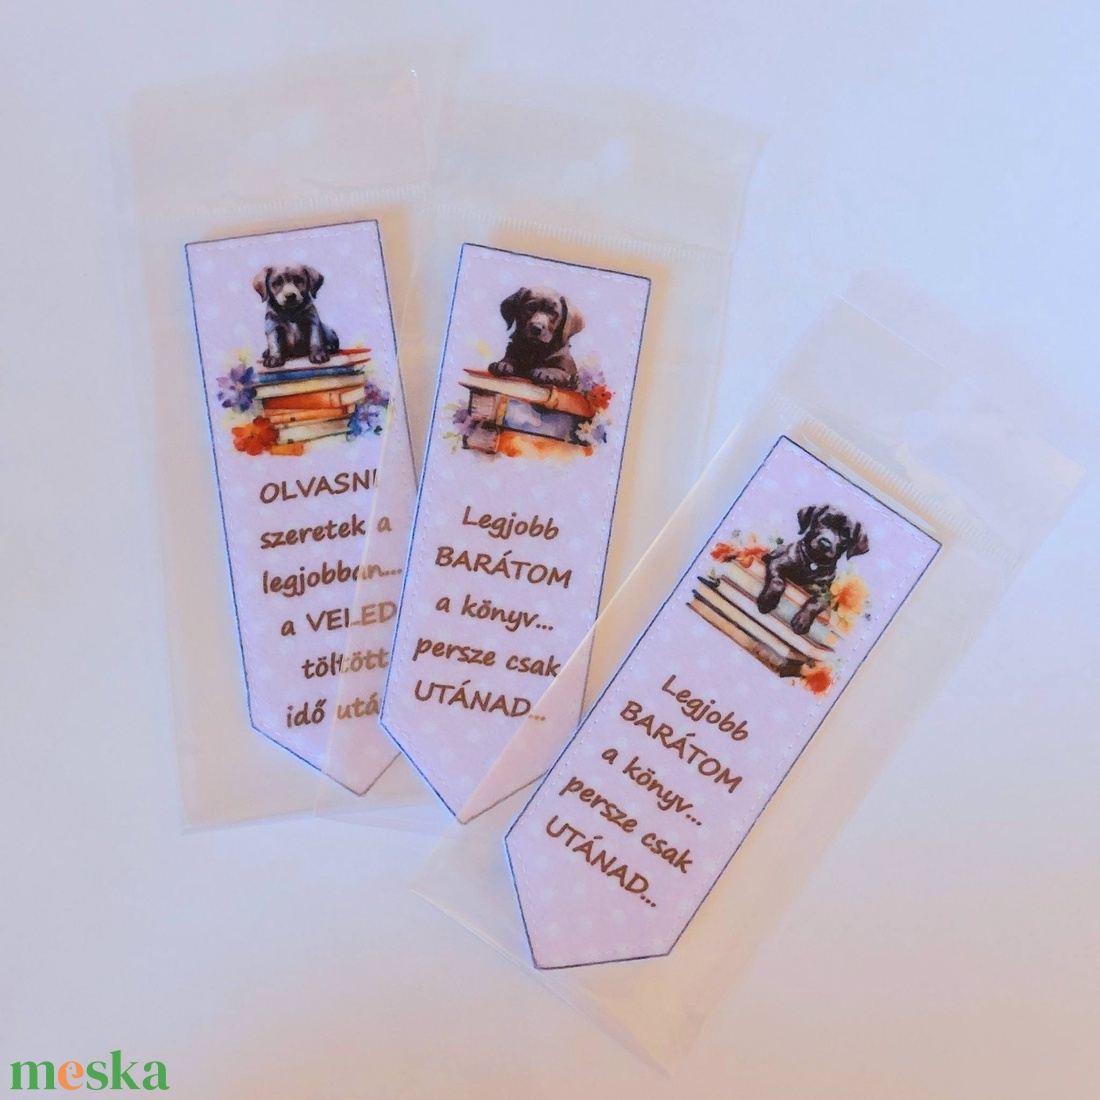 OLVASNI
szeretek a
legjobban...
a VELED
töltött
idő utá
Legjobb
BARÁTOM
a könyv...
persze csak
UTÁNAD...
Legjobb
BARÁTOM
a könyv...
persze csak
UTÁNAD...
meska